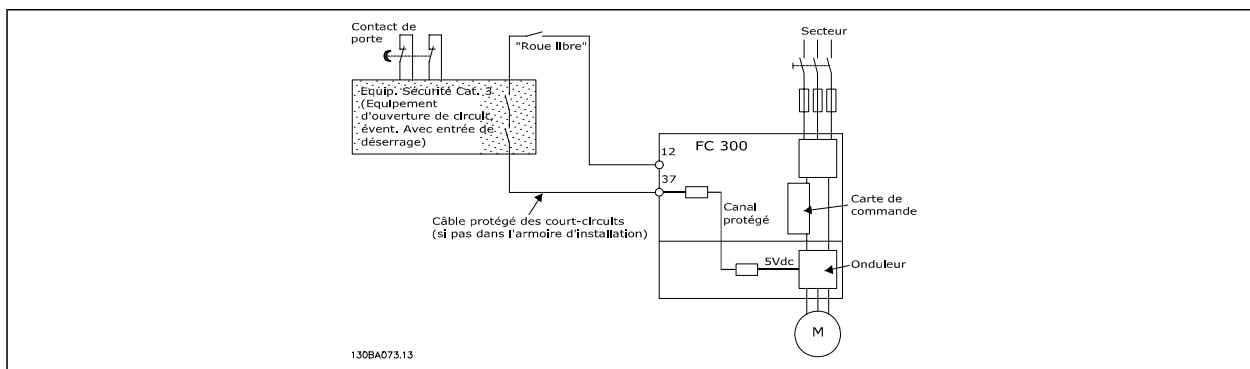 Contact de
porte
"Roue libre"
Secteur
Equip. Sécurité Cat. 3
(Equipement
d'ouverture de circuit,
évent. Avec entrée de
déserrage)
12
FC 300
37
Canal
protégé
Carte de
commande
Câble protégé des court-circuits
(si pas dans l'armoire d'installation)
5Vdc
Onduleur
M
130BA073.13